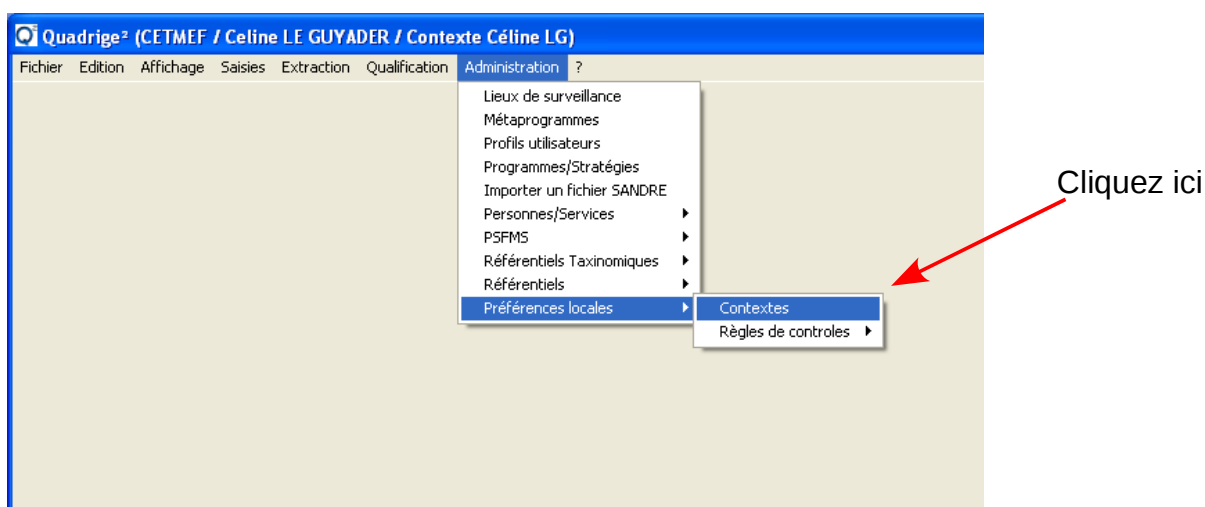 Quadrige² (CETMEF / Celine LE GUYADER / Contexte Céline LG)
Fichier Edition Affichage Saisies Extraction Qualification Administration ?
Lieux de surveillance
Métaprogrammes
Profils utilisateurs
Programmes/Stratégies
Importer un fichier SANDRE
Personnes/Services
PSFMS
Référentiels Taxinomiques
Référentiels
Préférences locales
Contextes
Règles de controles
Cliquez ici